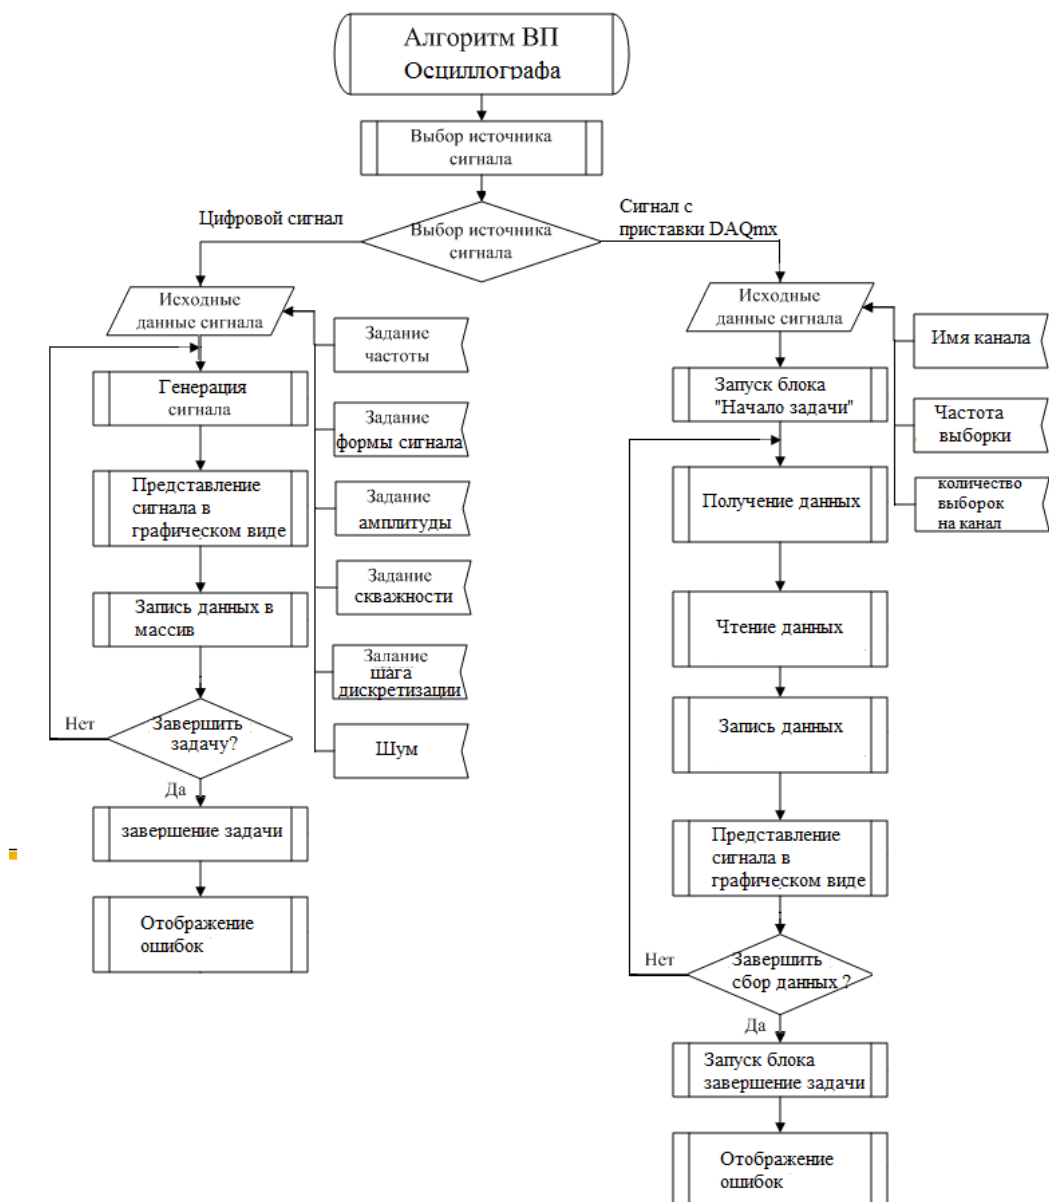 Алгоритм ВП
Осциллографа
Выбор источника
сигнала
Цифровой сигнал
Выбор источника
сигнала
Сигнал с
приставки DAQmx
Исходные
данные сигнала
Задание
частоты
Генерация
сигнала
Задание
формы сигнала
Представление
сигнала в
графическом виде
Задание
амплитуды
Запись данных в
массив
Задание
скважности
Залание
шага
дискретизации
Нет
Завершить
задачу?
Шум
Да
завершение задачи
Отображение
ошибок
Исходные
данные сигнала
Имя канала
Запуск блока
"Начало задачи"
Частота
выборки
Получение данных
количество
выборок
на канал
Чтение данных
Запись данных
Представление
сигнала в
графическом виде
Нет
Завершить
сбор данных ?
Да
Запуск блока
завершение задачи
Отображение
ошибок